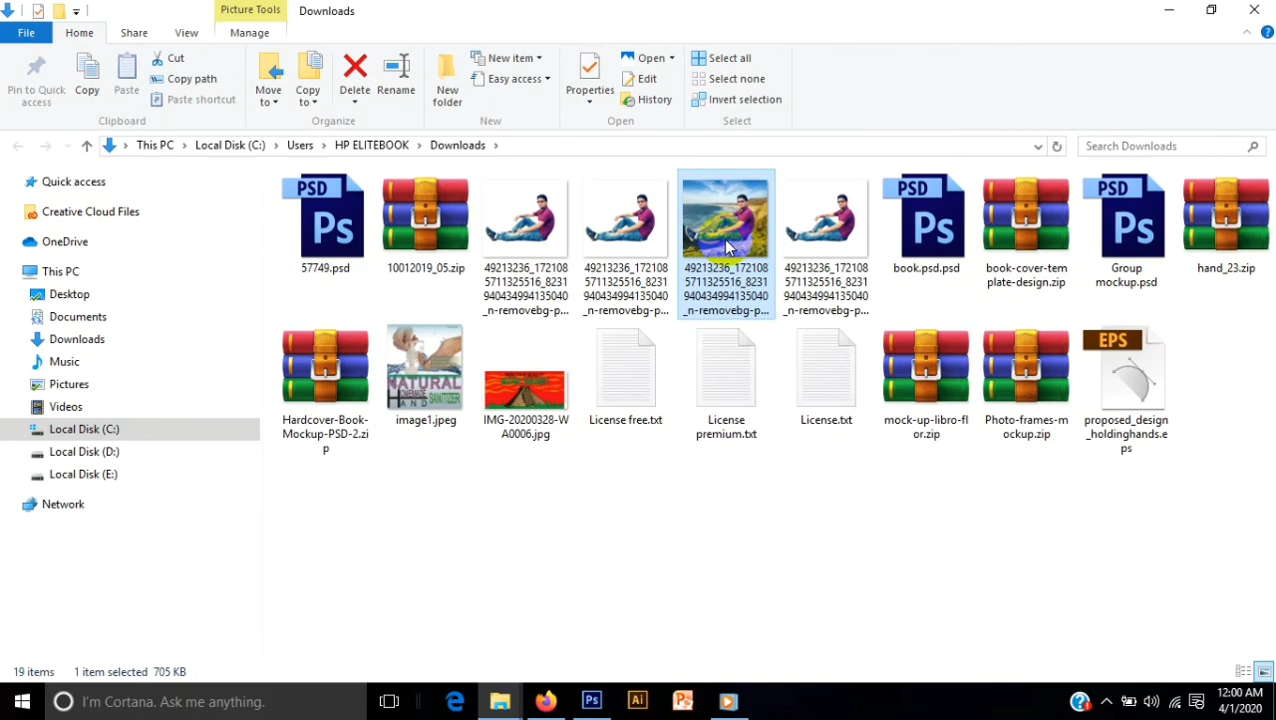 Picture Tools
Downloads
File
Home
Share
View
Manage
Pin to Quick
access
Copy
Paste
Cut
Copy path
Paste shortcut
Clipboard
Move
to
Copy
to
Delete
Rename
Organize
New
folder
New item
Easy access
New
Properties
Open
Edit
History
Open
Select all
Select none
Invert selection
Select
This PC
Local Disk (C:)
Users
HP ELITEBOOK
Downloads
Search Downloads
Quick access
Creative Cloud Files
OneDrive
This PC
Desktop
Documents
Downloads
Music
Pictures
Videos
Local Disk (C:)
Local Disk (D:)
Local Disk (E:)
Network
PSD
Ps
57749.psd
10012019_05.zip
49213236_172108
5711325516_8231
940434994135040
_n-removebg-p...
49213236_172108
5711325516_8231
940434994135040
_n-removebg-p...
49213236_172108
5711325516_8231
940434994135040
_n-removebg-p...
49213236_172108
5711325516_8231
940434994135040
_n-removebg-p...
PSD
Ps
book.psd.psd
book-cover-tem
plate-design.zip
PSD
Ps
Group
mockup.psd
hand_23.zip
Hardcover-Book-
Mockup-PSD-2.zi
p
NATURAL
HAND SANITIZER
image1.jpeg
IMG-20200328-W
A0006.jpg
License free.txt
License
premium.txt
License.txt
mock-up-libro-fl
or.zip
Photo-frames-m
ockup.zip
EPS
proposed_design
_holdinghands.e
ps
19 items
1 item selected 705 KB
I'm Cortana. Ask me anything.
Ps
Ai
12:00 AM
4/1/2020